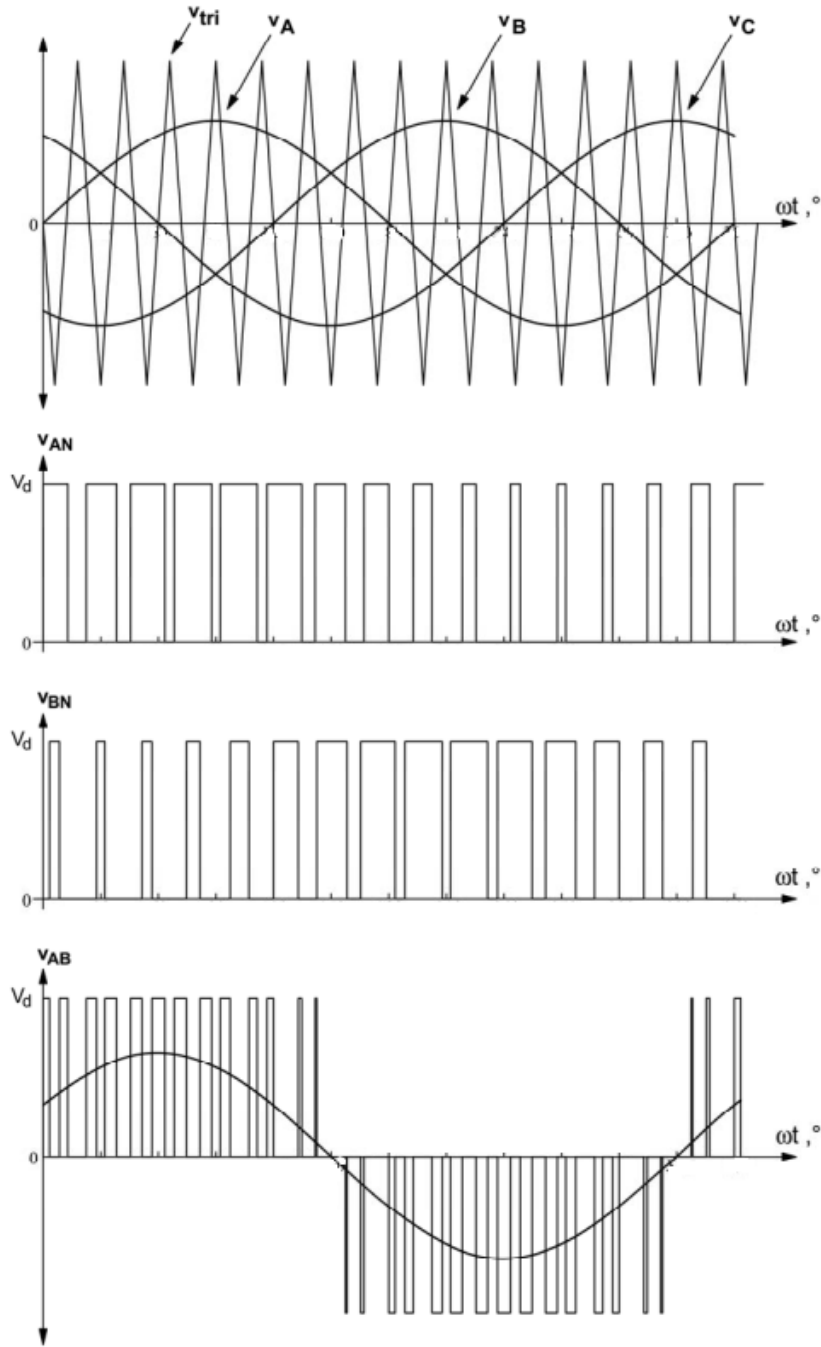 v_tri v_A v_B v_C
0
ωt , °
v_AN
V_d
0
ωt , °
v_BN
V_d
0
ωt , °
v_AB
V_d
0
ωt , °